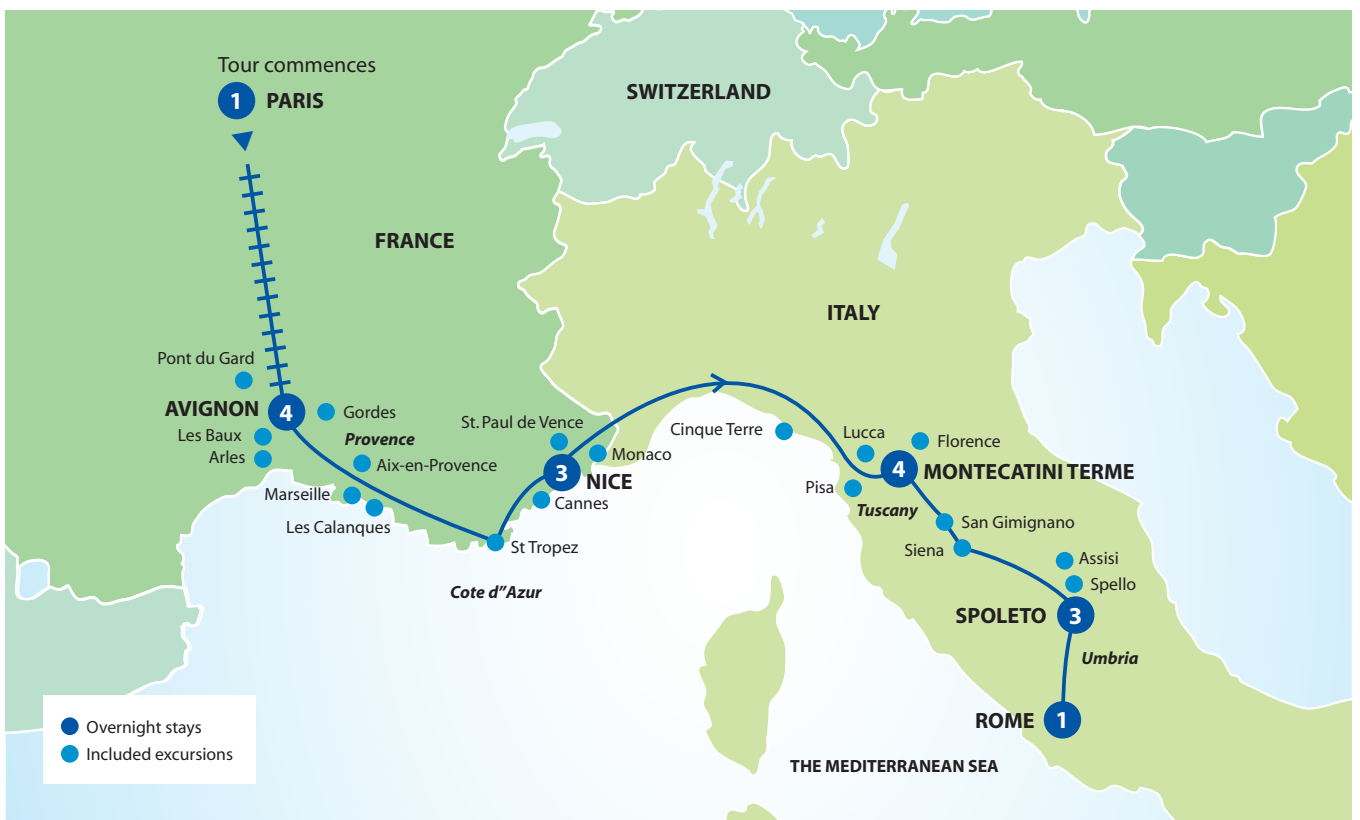 Tour commences
1 PARIS
SWITZERLAND
FRANCE
ITALY
Pont du Gard
AVIGNON 4
Gordes
Provence
Les Baux
Arles
Aix-en-Provence
Marseille
Les Calanques
St. Paul de Vence
Monaco
3 NICE
Cannes
St Tropez
Cote d"Azur
Cinque Terre
Lucca
Florence
4 MONTECATINI TERME
Pisa
Tuscany
San Gimignano
Siena
Assisi
Spello
SPOLETO 3
Umbria
ROME 1
THE MEDITERRANEAN SEA
Overnight stays
Included excursions